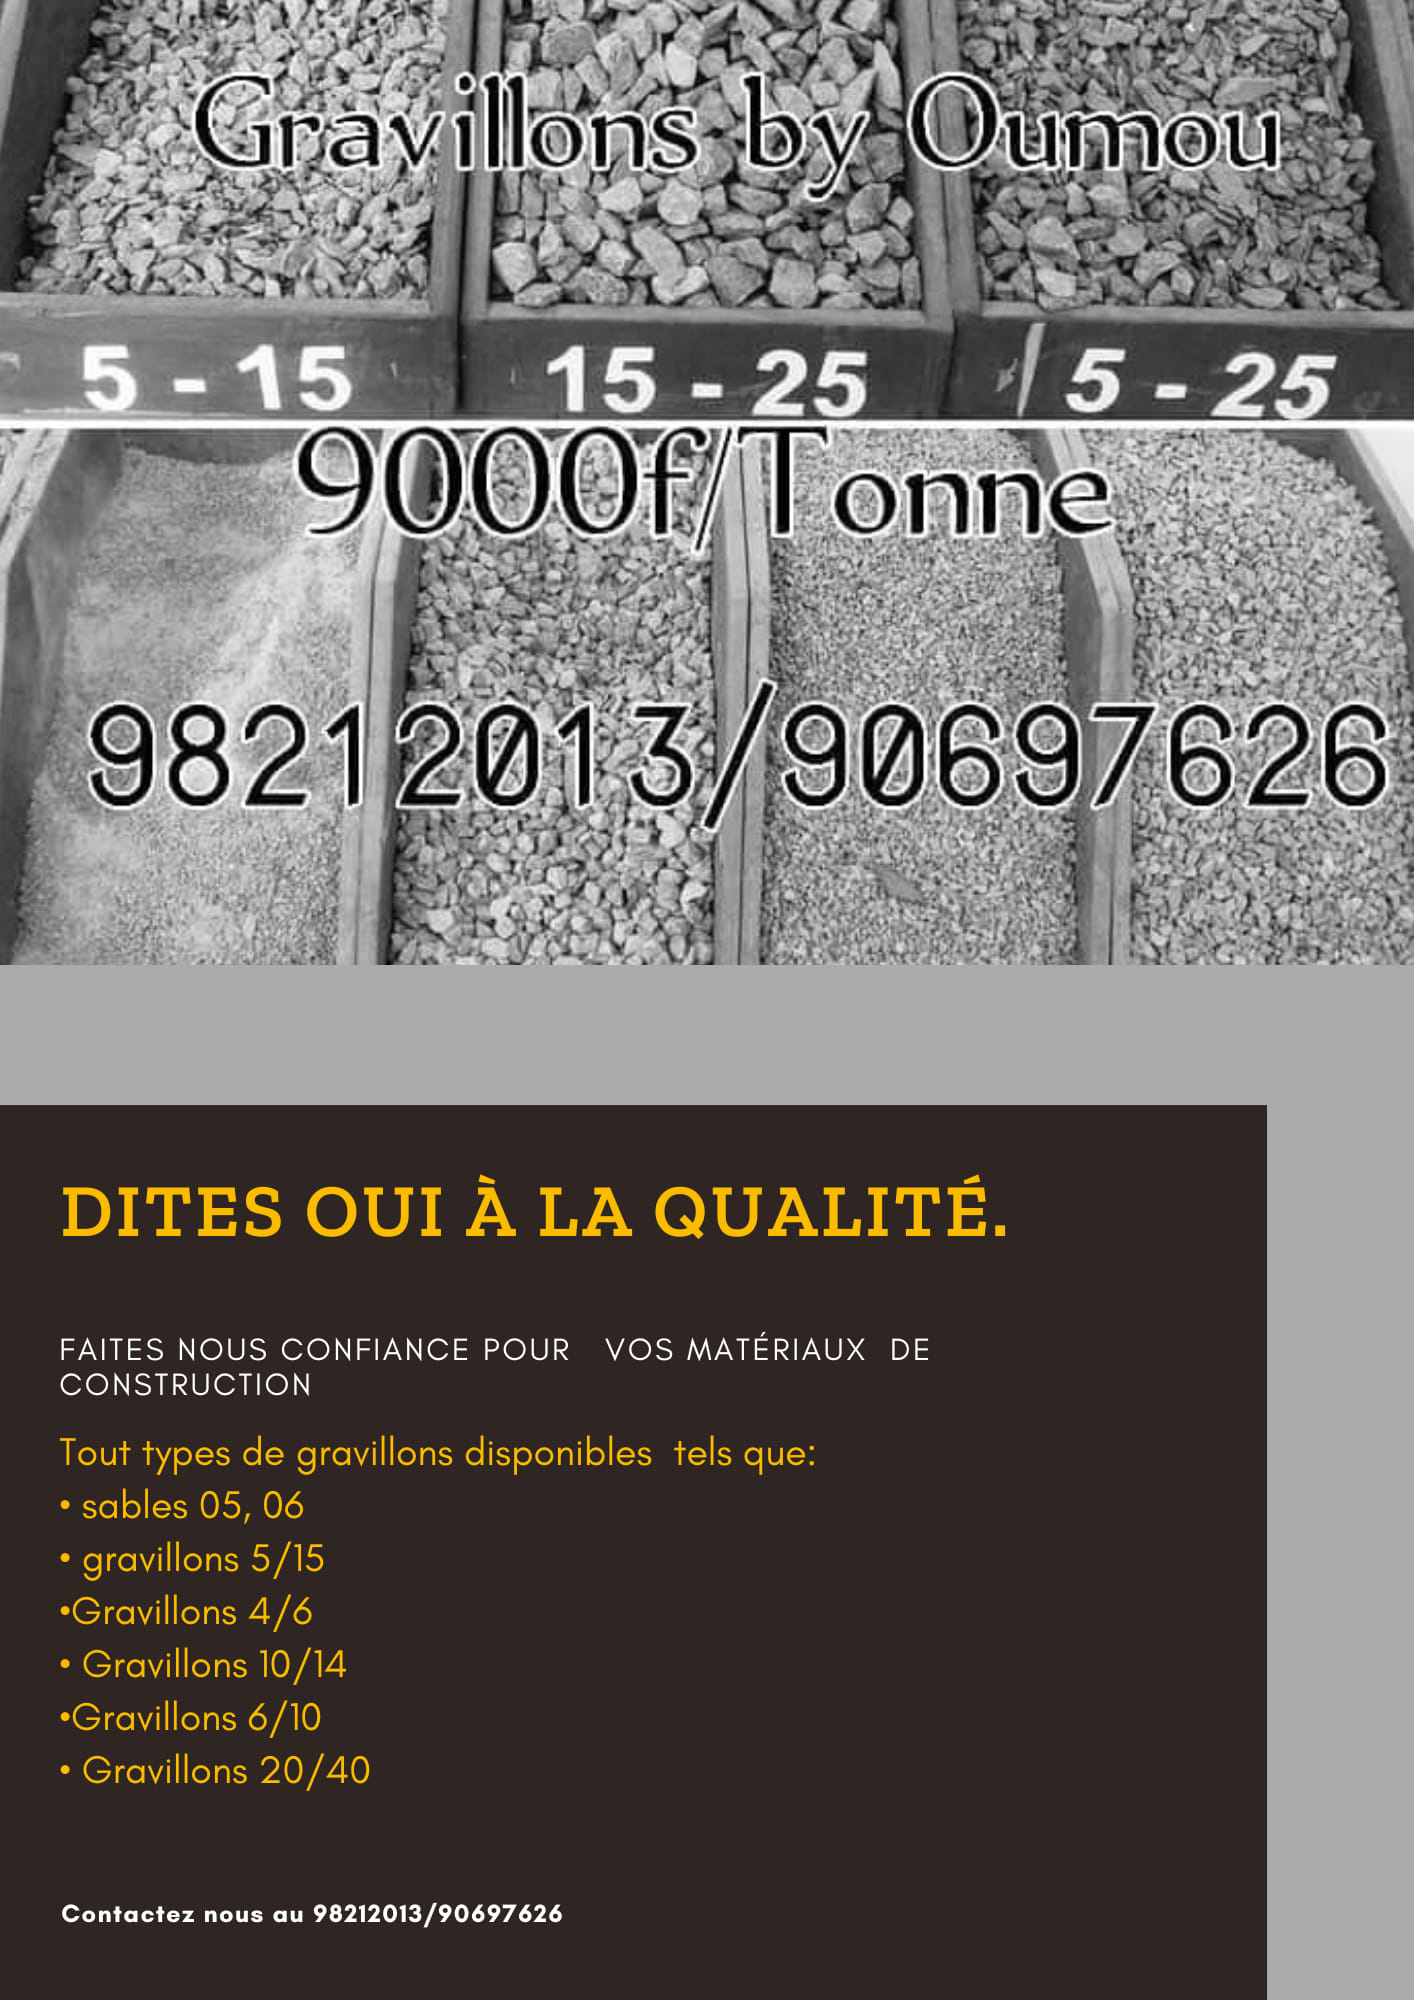 Gravillons by Oumou
5 - 15
15 - 25
5 - 25
9000f/Tonne
98212013/90697626
DITES OUI À LA QUALITÉ.
FAITES NOUS CONFIANCE POUR VOS MATÉRIAUX DE
CONSTRUCTION
Tout types de gravillons disponibles tels que:
• sables 05, 06
• gravillons 5/15
•Gravillons 4/6
• Gravillons 10/14
•Gravillons 6/10
• Gravillons 20/40
Contactez nous au 98212013/90697626